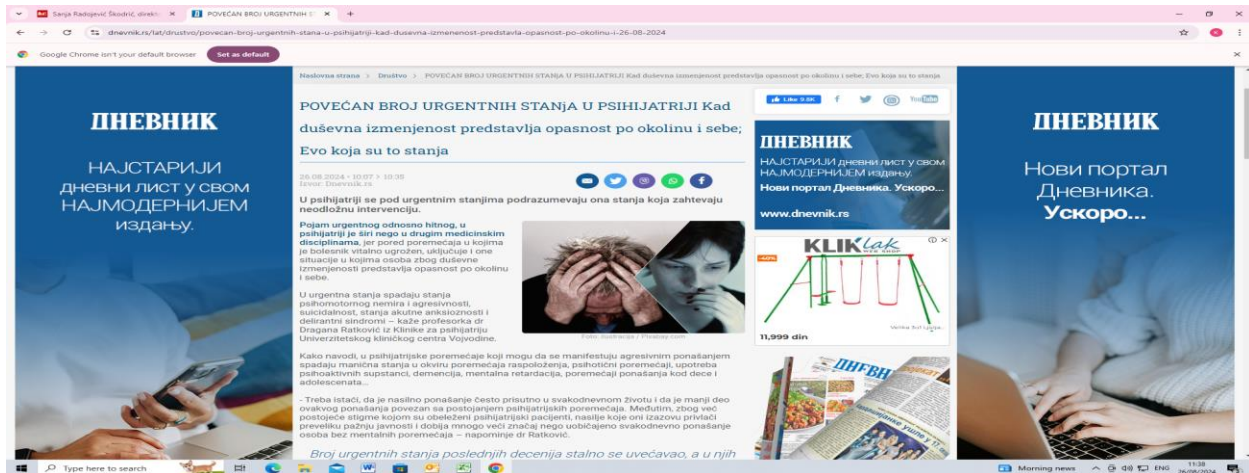 Sanja Radojević Škodrić, direkt
POVEĆAN BROJ URGENTNIH ST
dnevnik.rs/lat/drustvo/povecan-broj-urgentnih-stana-u-psihijatriji-kad-dusevna-izmenenost-predstavla-opasnost-po-okolinu-i-26-08-2024
Google Chrome isn't your default browser
Set as default
Naslovna strana > Društvo > POVEĆAN BROJ URGENTNIH STANJA U PSIHIJATRIJI Kad duševna izmenjenost predstavlja opasnost po okolinu i sebe; Evo koja su to stanja
ДНЕВНИК
НАЈСТАРИЈИ
дневни лист у свом
НАЈМОДЕРНИЈЕМ
издању.
POVEĆAN BROJ URGENTNIH STANjA U PSIHIJATRIJI Kad
duševna izmenjenost predstavlja opasnost po okolinu i sebe;
Evo koja su to stanja
26.08.2024 • 10:07 > 10:38
Izvor: Dnevnik.rs
U psihijatriji se pod urgentnim stanjima podrazumevaju ona stanja koja zahtevaju
neodložnu intervenciju.
Pojam urgentnog odnosno hitnog, u
psihijatriji je širi nego u drugim medicinskim
disciplinama, jer pored poremećaja u kojima
je bolesnik vitalno ugrožen, uključuje i one
situacije u kojima osoba zbog duševne
izmenjenosti predstavlja opasnost po okolinu
i sebe.
U urgentna stanja spadaju stanja
psihomotornog nemira i agresivnosti,
suicidalnost, stanja akutne anksioznosti i
delirantni sindromi – kaže profesorka dr
Dragana Ratković iz Klinike za psihijatriju
Univerzitetskog kliničkog centra Vojvodine.
Foto: ilustracija / Pixabay.com
Kako navodi, u psihijatrijske poremećaje koji mogu da se manifestuju agresivnim ponašanjem
spadaju manična stanja u okviru poremećaja raspoloženja, psihotični poremećaji, upotreba
psihoaktivnih supstanci, demencija, mentalna retardacija, poremećaji ponašanja kod dece i
adolescenata...
- Treba istaći, da je nasilno ponašanje često prisutno u svakodnevnom životu i da je manji deo
ovakvog ponašanja povezan sa postojanjem psihijatrijskih poremećaja. Međutim, zbog već
postojeće stigme kojom su obeleženi psihijatrijski pacijenti, nasilje koje oni izazovu privlači
preveliku pažnju javnosti i dobija mnogo veći značaj nego uobičajeno svakodnevno ponašanje
osoba bez mentalnih poremećaja – napominje dr Ratković.
Broj urgentnih stanja poslednjih decenija stalno se uvećavao, a u njih
Like 9.8K
YouTube
ДНЕВНИК
НАЈСТАРИЈИ дневни лист у свом
НАЈМОДЕРНИЈЕМ издању.
Нови портал Дневника. Ускоро...
www.dnevnik.rs
KLIKlak
WEB SHOP
-40%
11,999 din
ДНЕВНИК
Нови портал
Дневника.
Ускоро...
Type here to search
Morning news
ENG
11:38
26/08/2024